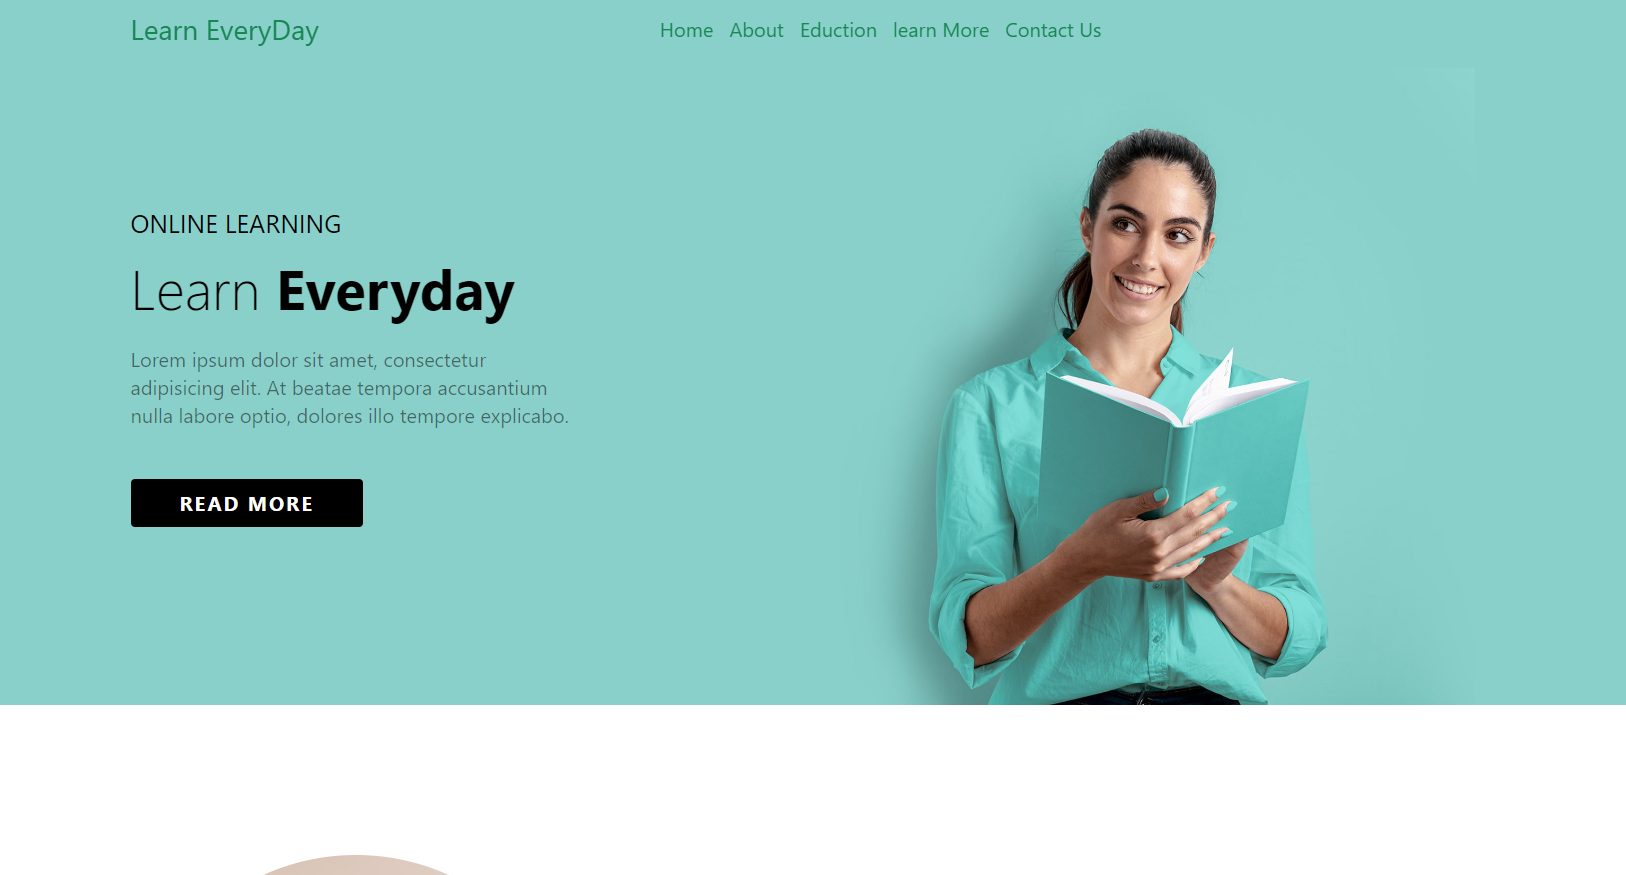 Learn EveryDay
Home About Eduction learn More Contact Us
ONLINE LEARNING
Learn Everyday
Lorem ipsum dolor sit amet, consectetur
adipisicing elit. At beatae tempora accusantium
nulla labore optio, dolores illo tempore explicabo.
READ MORE